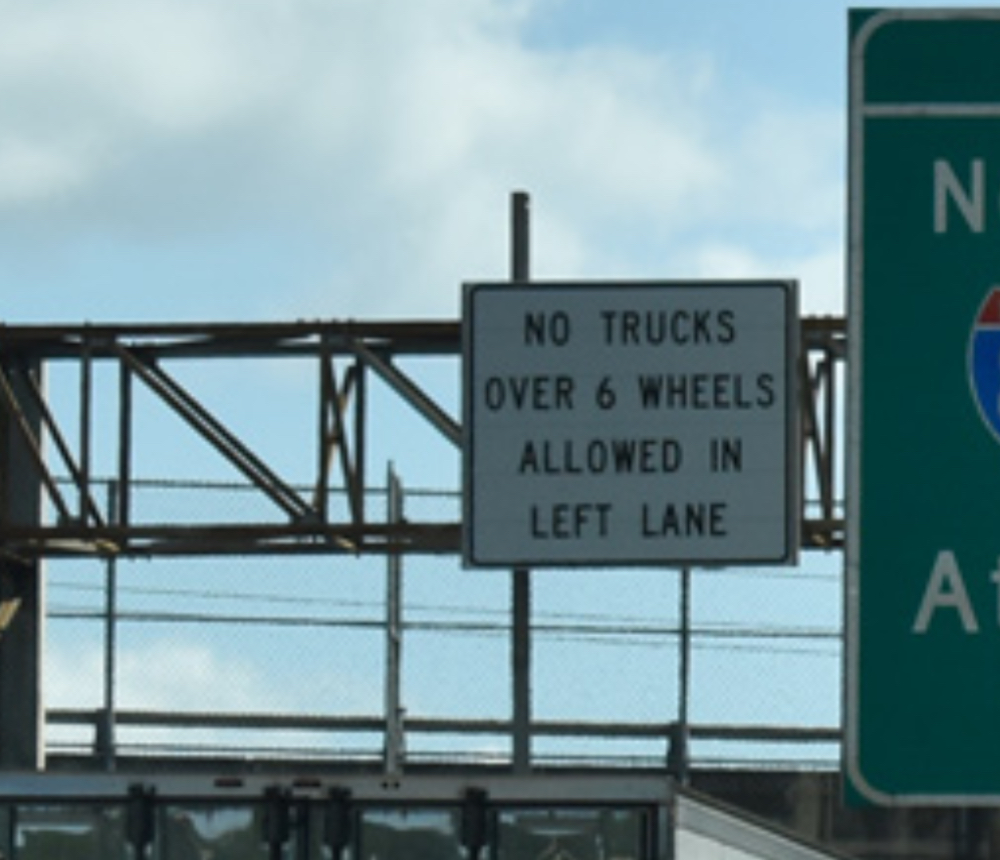 NO TRUCKS
OVER 6 WHEELS
ALLOWED IN
LEFT LANE